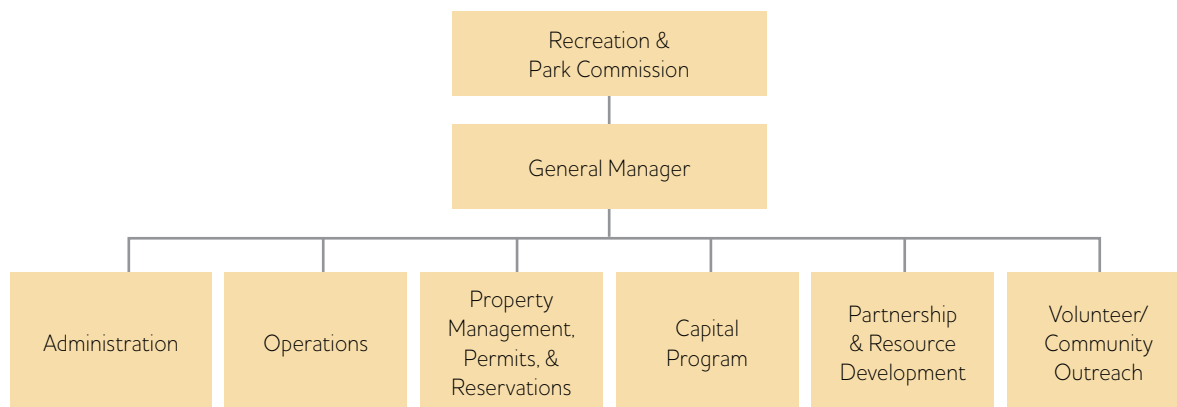 Recreation &
Park Commission
General Manager
Administration
Operations
Property
Management,
Permits, &
Reservations
Capital
Program
Partnership
& Resource
Development
Volunteer/
Community
Outreach